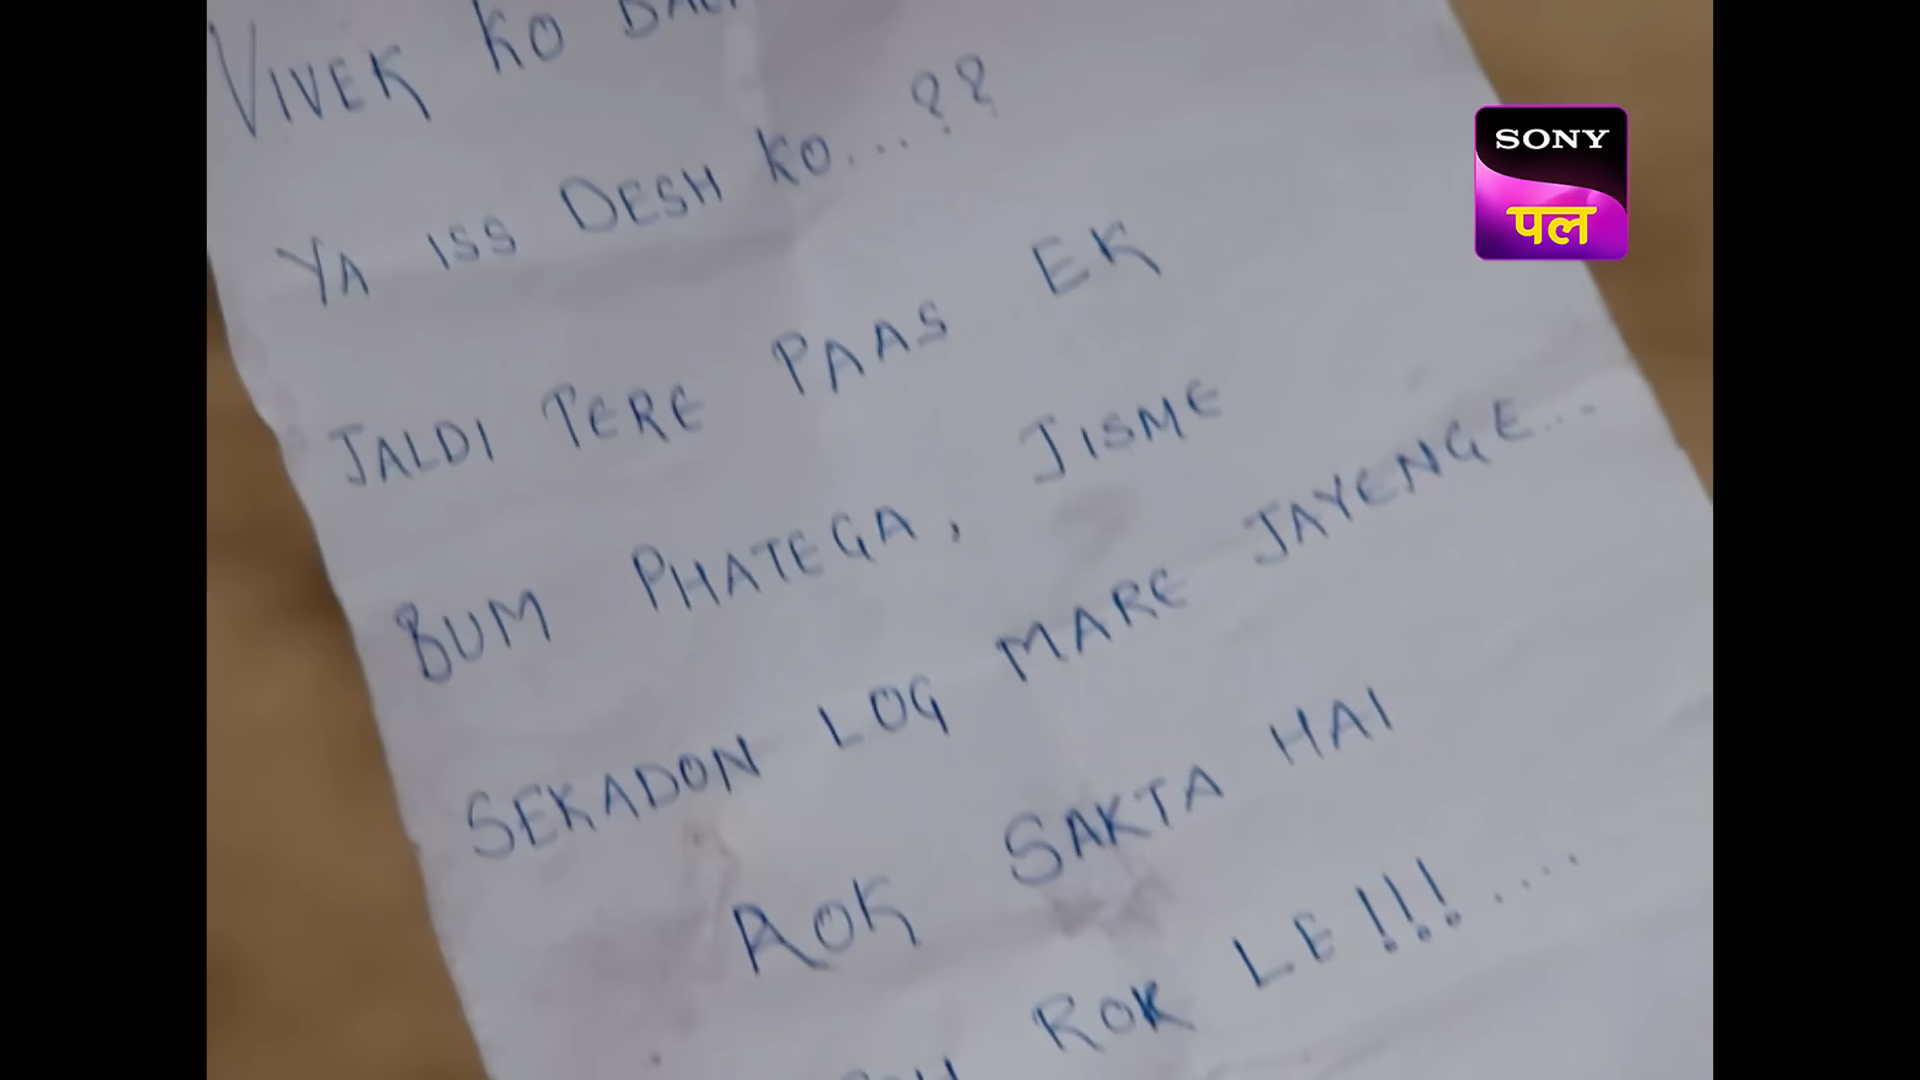 VIVEK KO
YA ISS DESH KO...??
JALDI TERE PAAS EK
BUM PHATEGA, JISME
SEKADON LOG MARE JAYENGE...
ROK SAKTA HAI
ROK LE!!!....
SONY
पल